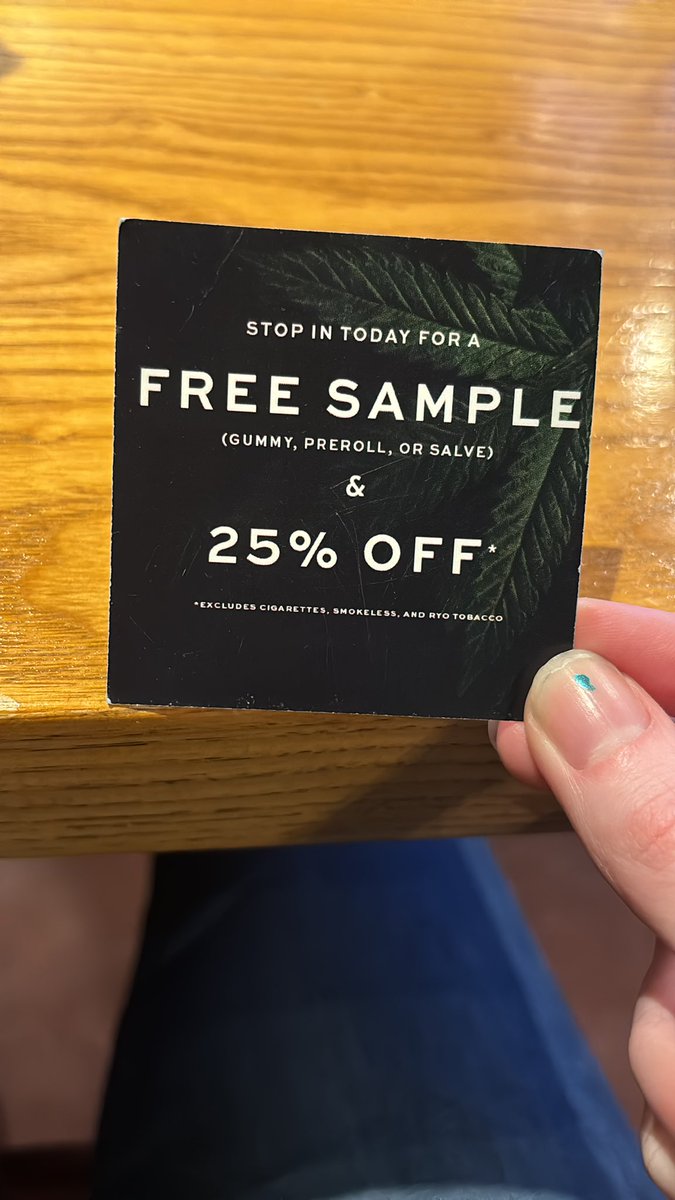 STOP IN TODAY FOR A
FREE SAMPLE
(GUMMY, PREROLL, OR SALVE)
&
25% OFF*
*EXCLUDES CIGARETTES, SMOKELESS, AND RYO TOBACCO